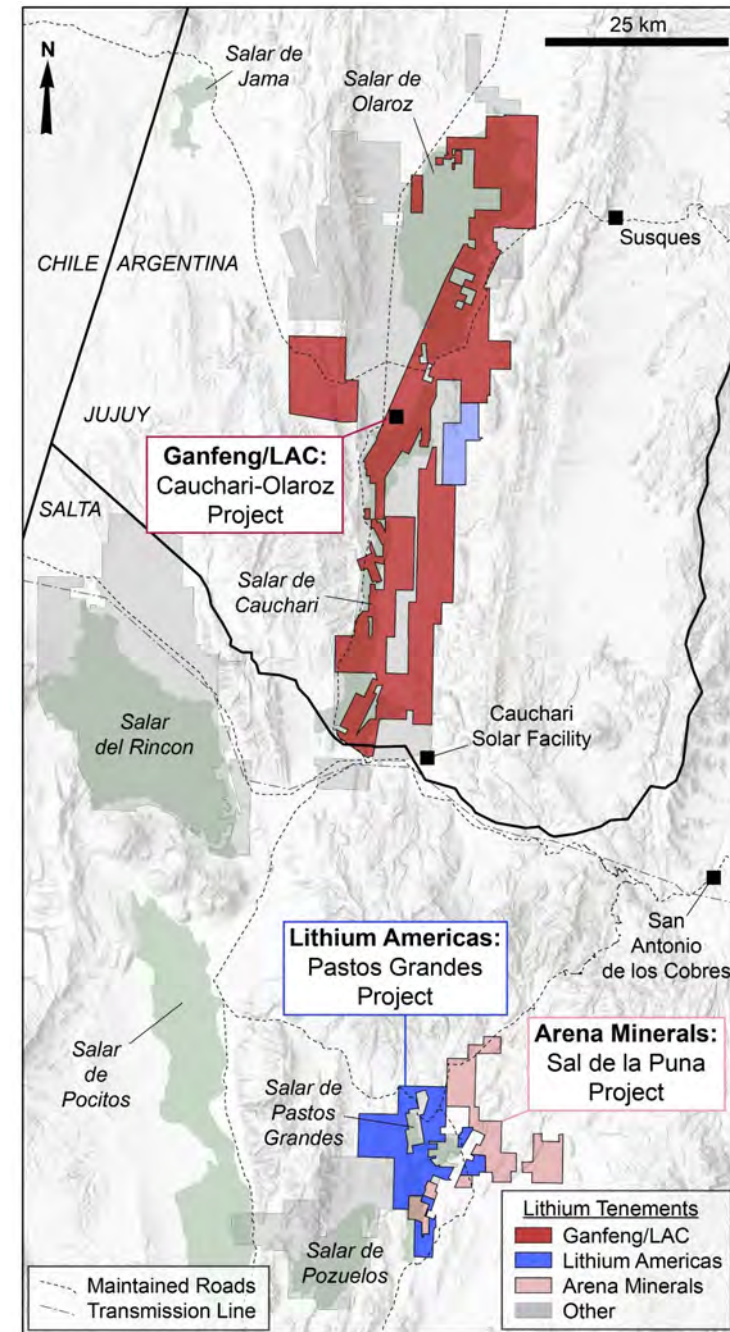 N
25 km
Salar de
Jama
Salar de
Olaroz
Susques
CHILE
ARGENTINA
JUJUY
Ganfeng/LAC:
Cauchari-Olaroz
Project
SALTA
Salar de
Cauchari
Salar
del Rincon
Cauchari
Solar Facility
San
Antonio
de los Cobres
Lithium Americas:
Pastos Grandes
Project
Arena Minerals:
Sal de la Puna
Project
Salar
de
Pocitos
Salar de
Pastos
Grandes
Salar de
Pozuelos
Lithium Tenements
Ganfeng/LAC
Lithium Americas
Arena Minerals
Other
Maintained Roads
Transmission Line